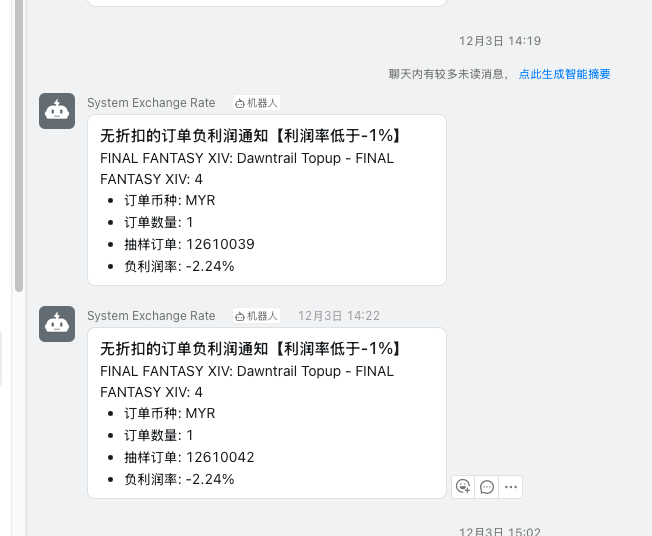 12月3日 14:19
聊天内有较多未读消息， 点此生成智能摘要
System Exchange Rate 机器人
无折扣的订单负利润通知【利润率低于-1%】
FINAL FANTASY XIV: Dawntrail Topup - FINAL
FANTASY XIV: 4
• 订单币种: MYR
• 订单数量: 1
• 抽样订单: 12610039
• 负利润率: -2.24%
System Exchange Rate 机器人 12月3日 14:22
无折扣的订单负利润通知【利润率低于-1%】
FINAL FANTASY XIV: Dawntrail Topup - FINAL
FANTASY XIV: 4
• 订单币种: MYR
• 订单数量: 1
• 抽样订单: 12610042
• 负利润率: -2.24%
12月3日 15:02